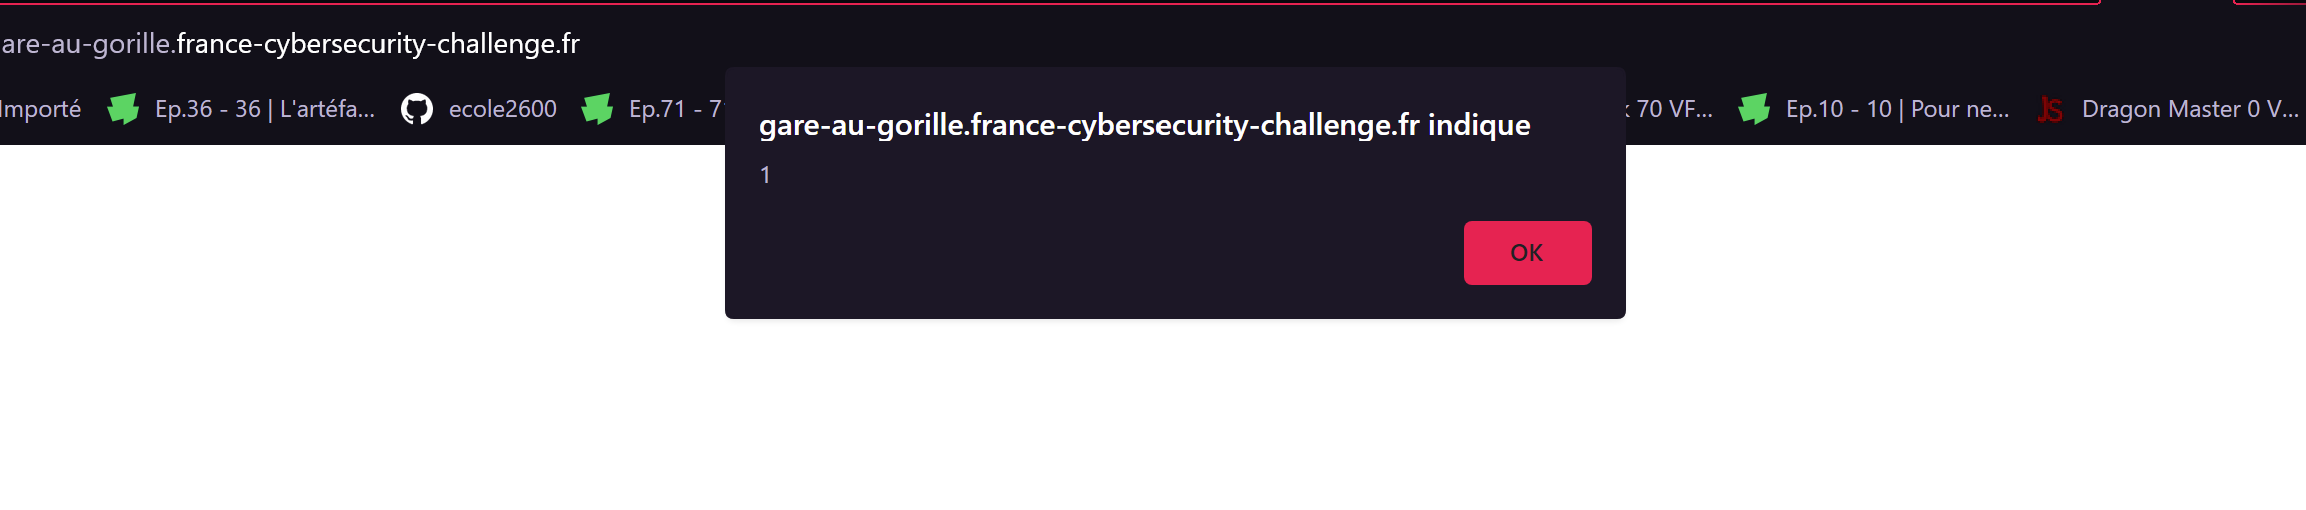 are-au-gorille.france-cybersecurity-challenge.fr
Importé Ep.36 - 36 | L'artéfa... ecole2600 Ep.71 - 7 70 VF... Ep.10 - 10 | Pour ne... JS Dragon Master 0 V...
gare-au-gorille.france-cybersecurity-challenge.fr indique
1
OK